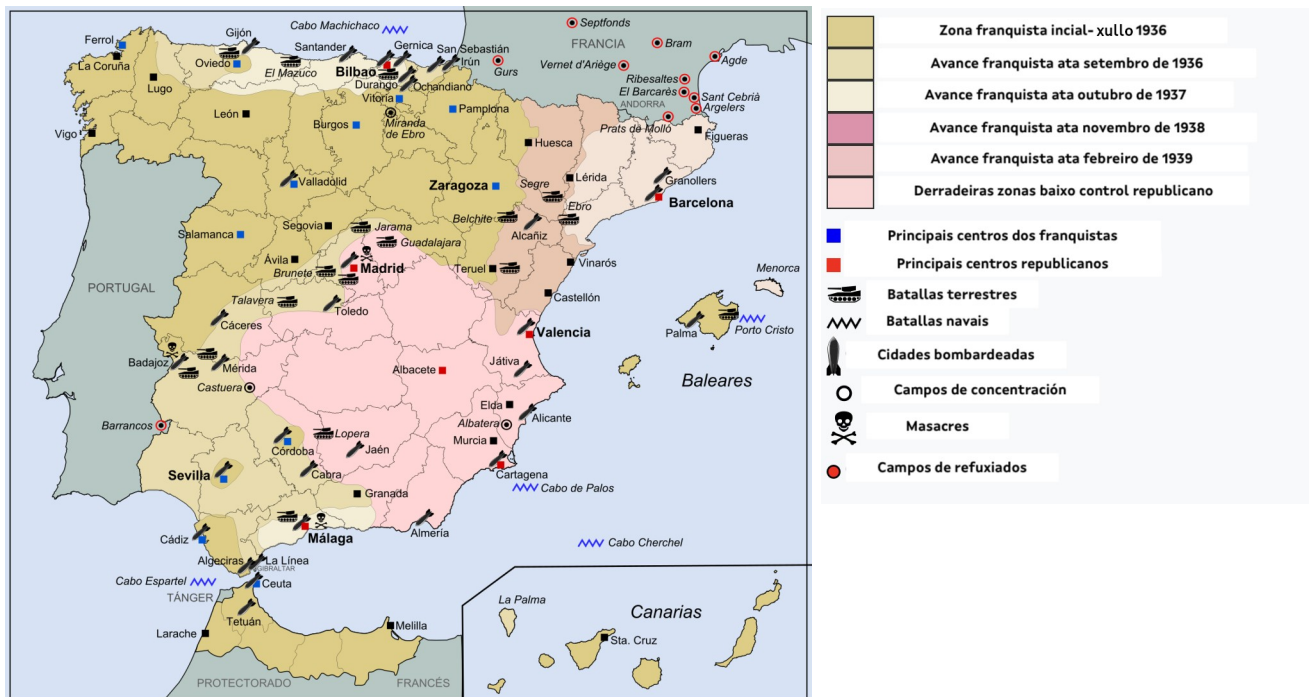 Cabo Machichaco
Septfonds
FRANCIA
Bram
Agde
Vernet d'Ariège
Gurs
Ribesaltes
El Barcarès
Sant Cebrià
Argelers
ANDORRA
Prats de Molló
Figueras
Ferrol
La Coruña
Lugo
Vigo
Gijón
Oviedo
El Mazuco
Santander
Gernica
San Sebastián
Irún
Bilbao
Durango
Ochandiano
Vitoria
Pamplona
León
Burgos
Miranda
de Ebro
Huesca
Valladolid
Zaragoza
Segre
Lérida
Granollers
Barcelona
Ebro
Belchite
Alcañiz
Salamanca
Segovia
Jarama
Guadalajara
Ávila
Brunete
Madrid
Teruel
Vinarós
Castellón
Menorca
PORTUGAL
Talavera
Toledo
Cáceres
Valencia
Palma
Porto Cristo
Badajoz
Mérida
Castuera
Albacete
Játiva
Baleares
Elda
Albatera
Alicante
Barrancos
Lopera
Murcia
Córdoba
Jaén
Sevilla
Cabra
Cartagena
Cabo de Palos
Granada
Cádiz
Málaga
Almería
Cabo Cherchel
Algeciras
La Línea
GIBRALTAR
Cabo Espartel
Ceuta
TÁNGER
Tetuán
Larache
Melilla
PROTECTORADO
FRANCÉS
La Palma
Canarias
Sta. Cruz
Zona franquista incial- xullo 1936
Avance franquista ata setembro de 1936
Avance franquista ata outubro de 1937
Avance franquista ata novembro de 1938
Avance franquista ata febreiro de 1939
Derradeiras zonas baixo control republicano
Principais centros dos franquistas
Principais centros republicanos
Batallas terrestres
Batallas navais
Cidades bombardeadas
Campos de concentración
Masacres
Campos de refuxiados